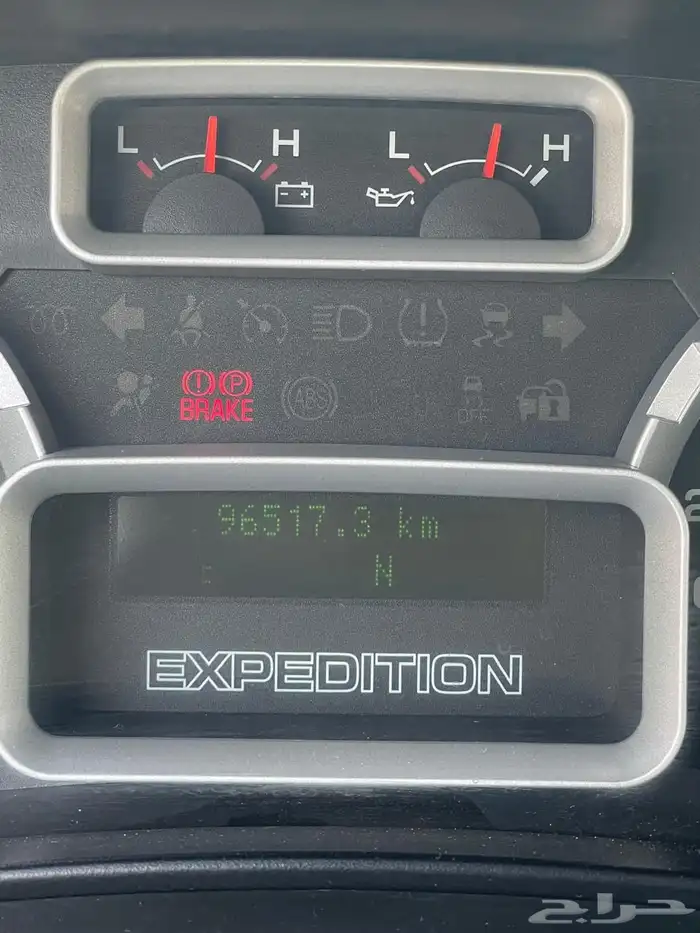 L H L H
P
BRAKE ABS OFF
96517.3 km
N
EXPEDITION
حراج